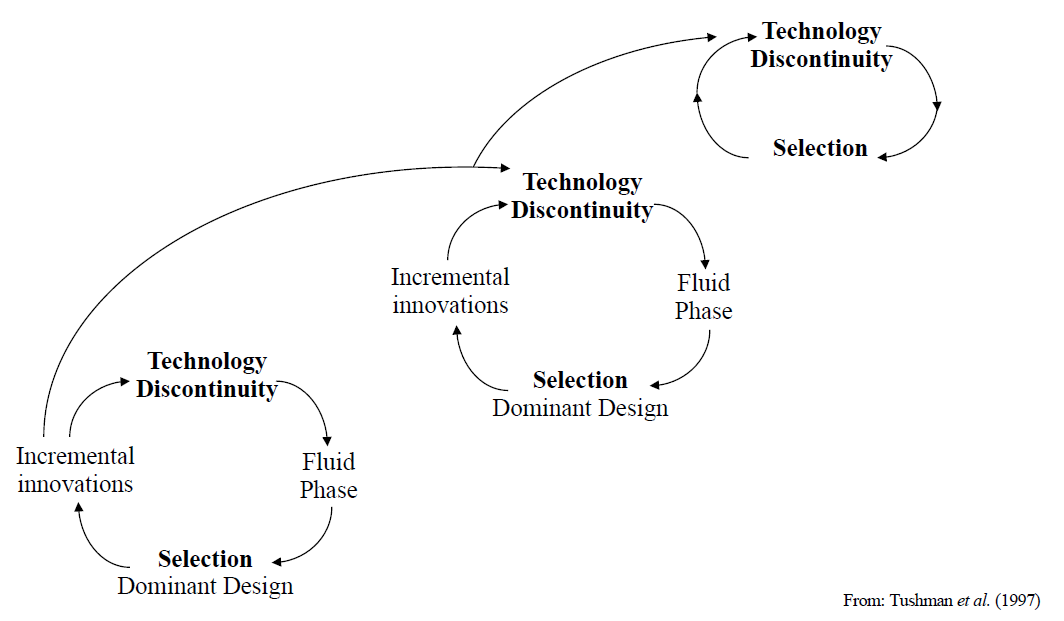 Technology
Discontinuity
Selection
Technology
Discontinuity
Incremental
innovations
Fluid
Phase
Selection
Dominant Design
Technology
Discontinuity
Incremental
innovations
Fluid
Phase
Selection
Dominant Design
From: Tushman et al. (1997)